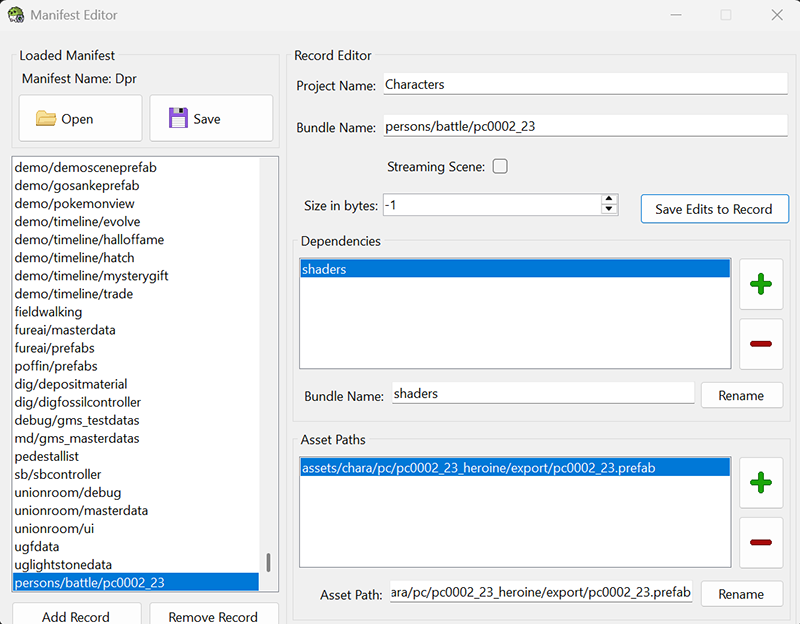 Manifest Editor
Loaded Manifest
Manifest Name: Dpr
Open
Save
demo/demosceneprefab
demo/gosankeprefab
demo/pokemonview
demo/timeline/evolve
demo/timeline/halloffame
demo/timeline/hatch
demo/timeline/mysterygift
demo/timeline/trade
fieldwalking
fureai/masterdata
fureai/prefabs
poffin/prefabs
dig/depositmaterial
dig/digfossilcontroller
debug/gms_testdatas
md/gms_masterdatas
pedestallist
sb/sbcontroller
unionroom/debug
unionroom/masterdata
unionroom/ui
ugfdata
uglightstonedata
persons/battle/pc0002_23
Add Record
Remove Record
Record Editor
Project Name: Characters
Bundle Name: persons/battle/pc0002_23
Streaming Scene:
Size in bytes: -1
Save Edits to Record
Dependencies
shaders
Bundle Name: shaders
Rename
Asset Paths
assets/chara/pc/pc0002_23_heroine/export/pc0002_23.prefab
Asset Path: ara/pc/pc0002_23_heroine/export/pc0002_23.prefab
Rename